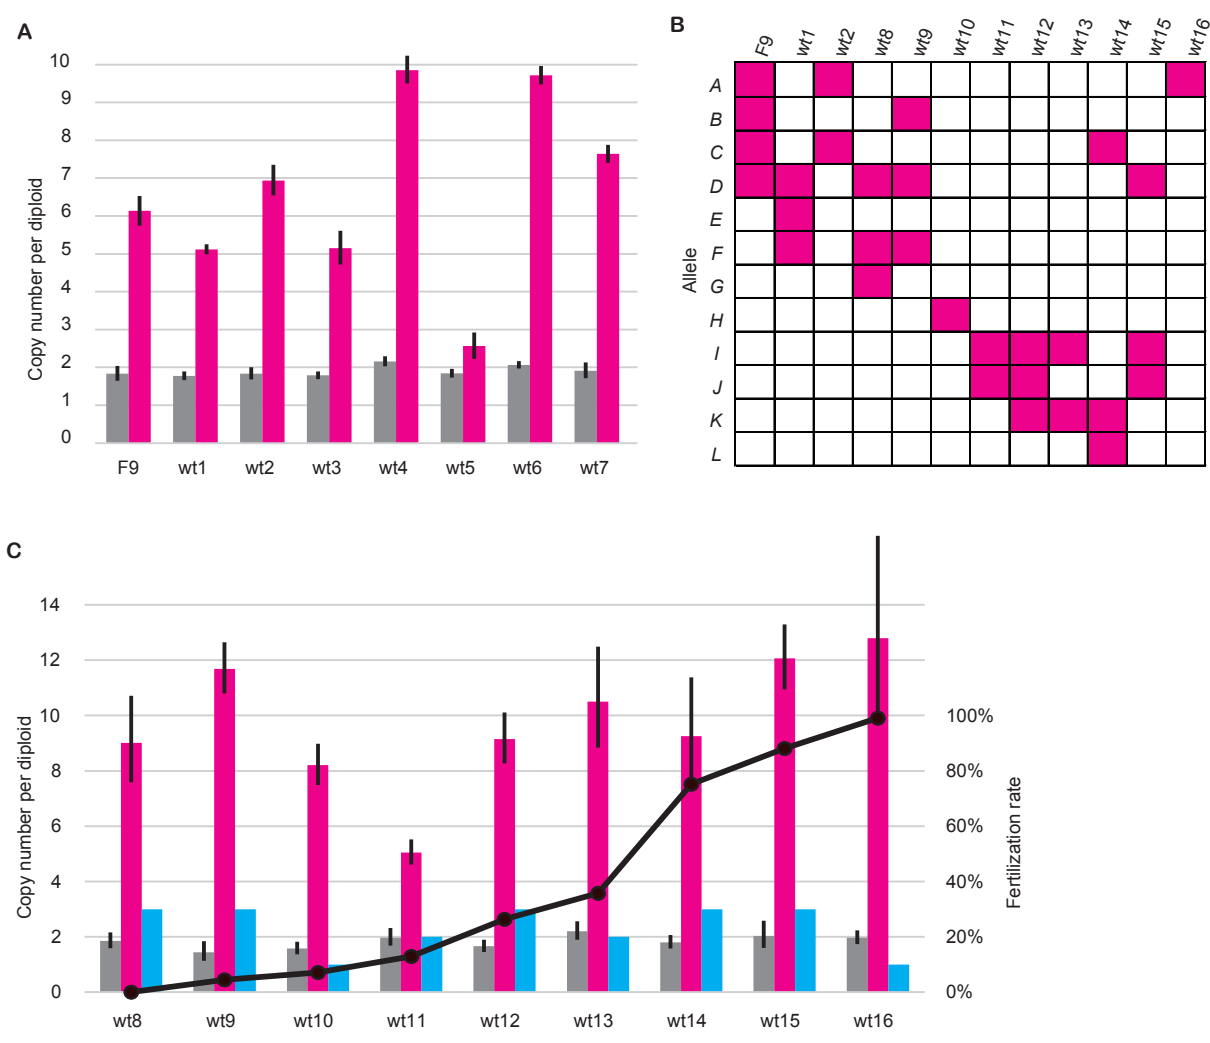 A
Copy number per diploid
10
9
8
7
6
5
4
3
2
1
0
F9 wt1 wt2 wt3 wt4 wt5 wt6 wt7
B
F9 wt1 wt2 wt8 wt9 wt10 wt11 wt12 wt13 wt14 wt15 wt16
Allele
A
B
C
D
E
F
G
H
I
J
K
L
C
Copy number per diploid
14
12
10 100%
8 80%
6 60%
4 40%
2 20%
0 0%
Fertilization rate
wt8 wt9 wt10 wt11 wt12 wt13 wt14 wt15 wt16